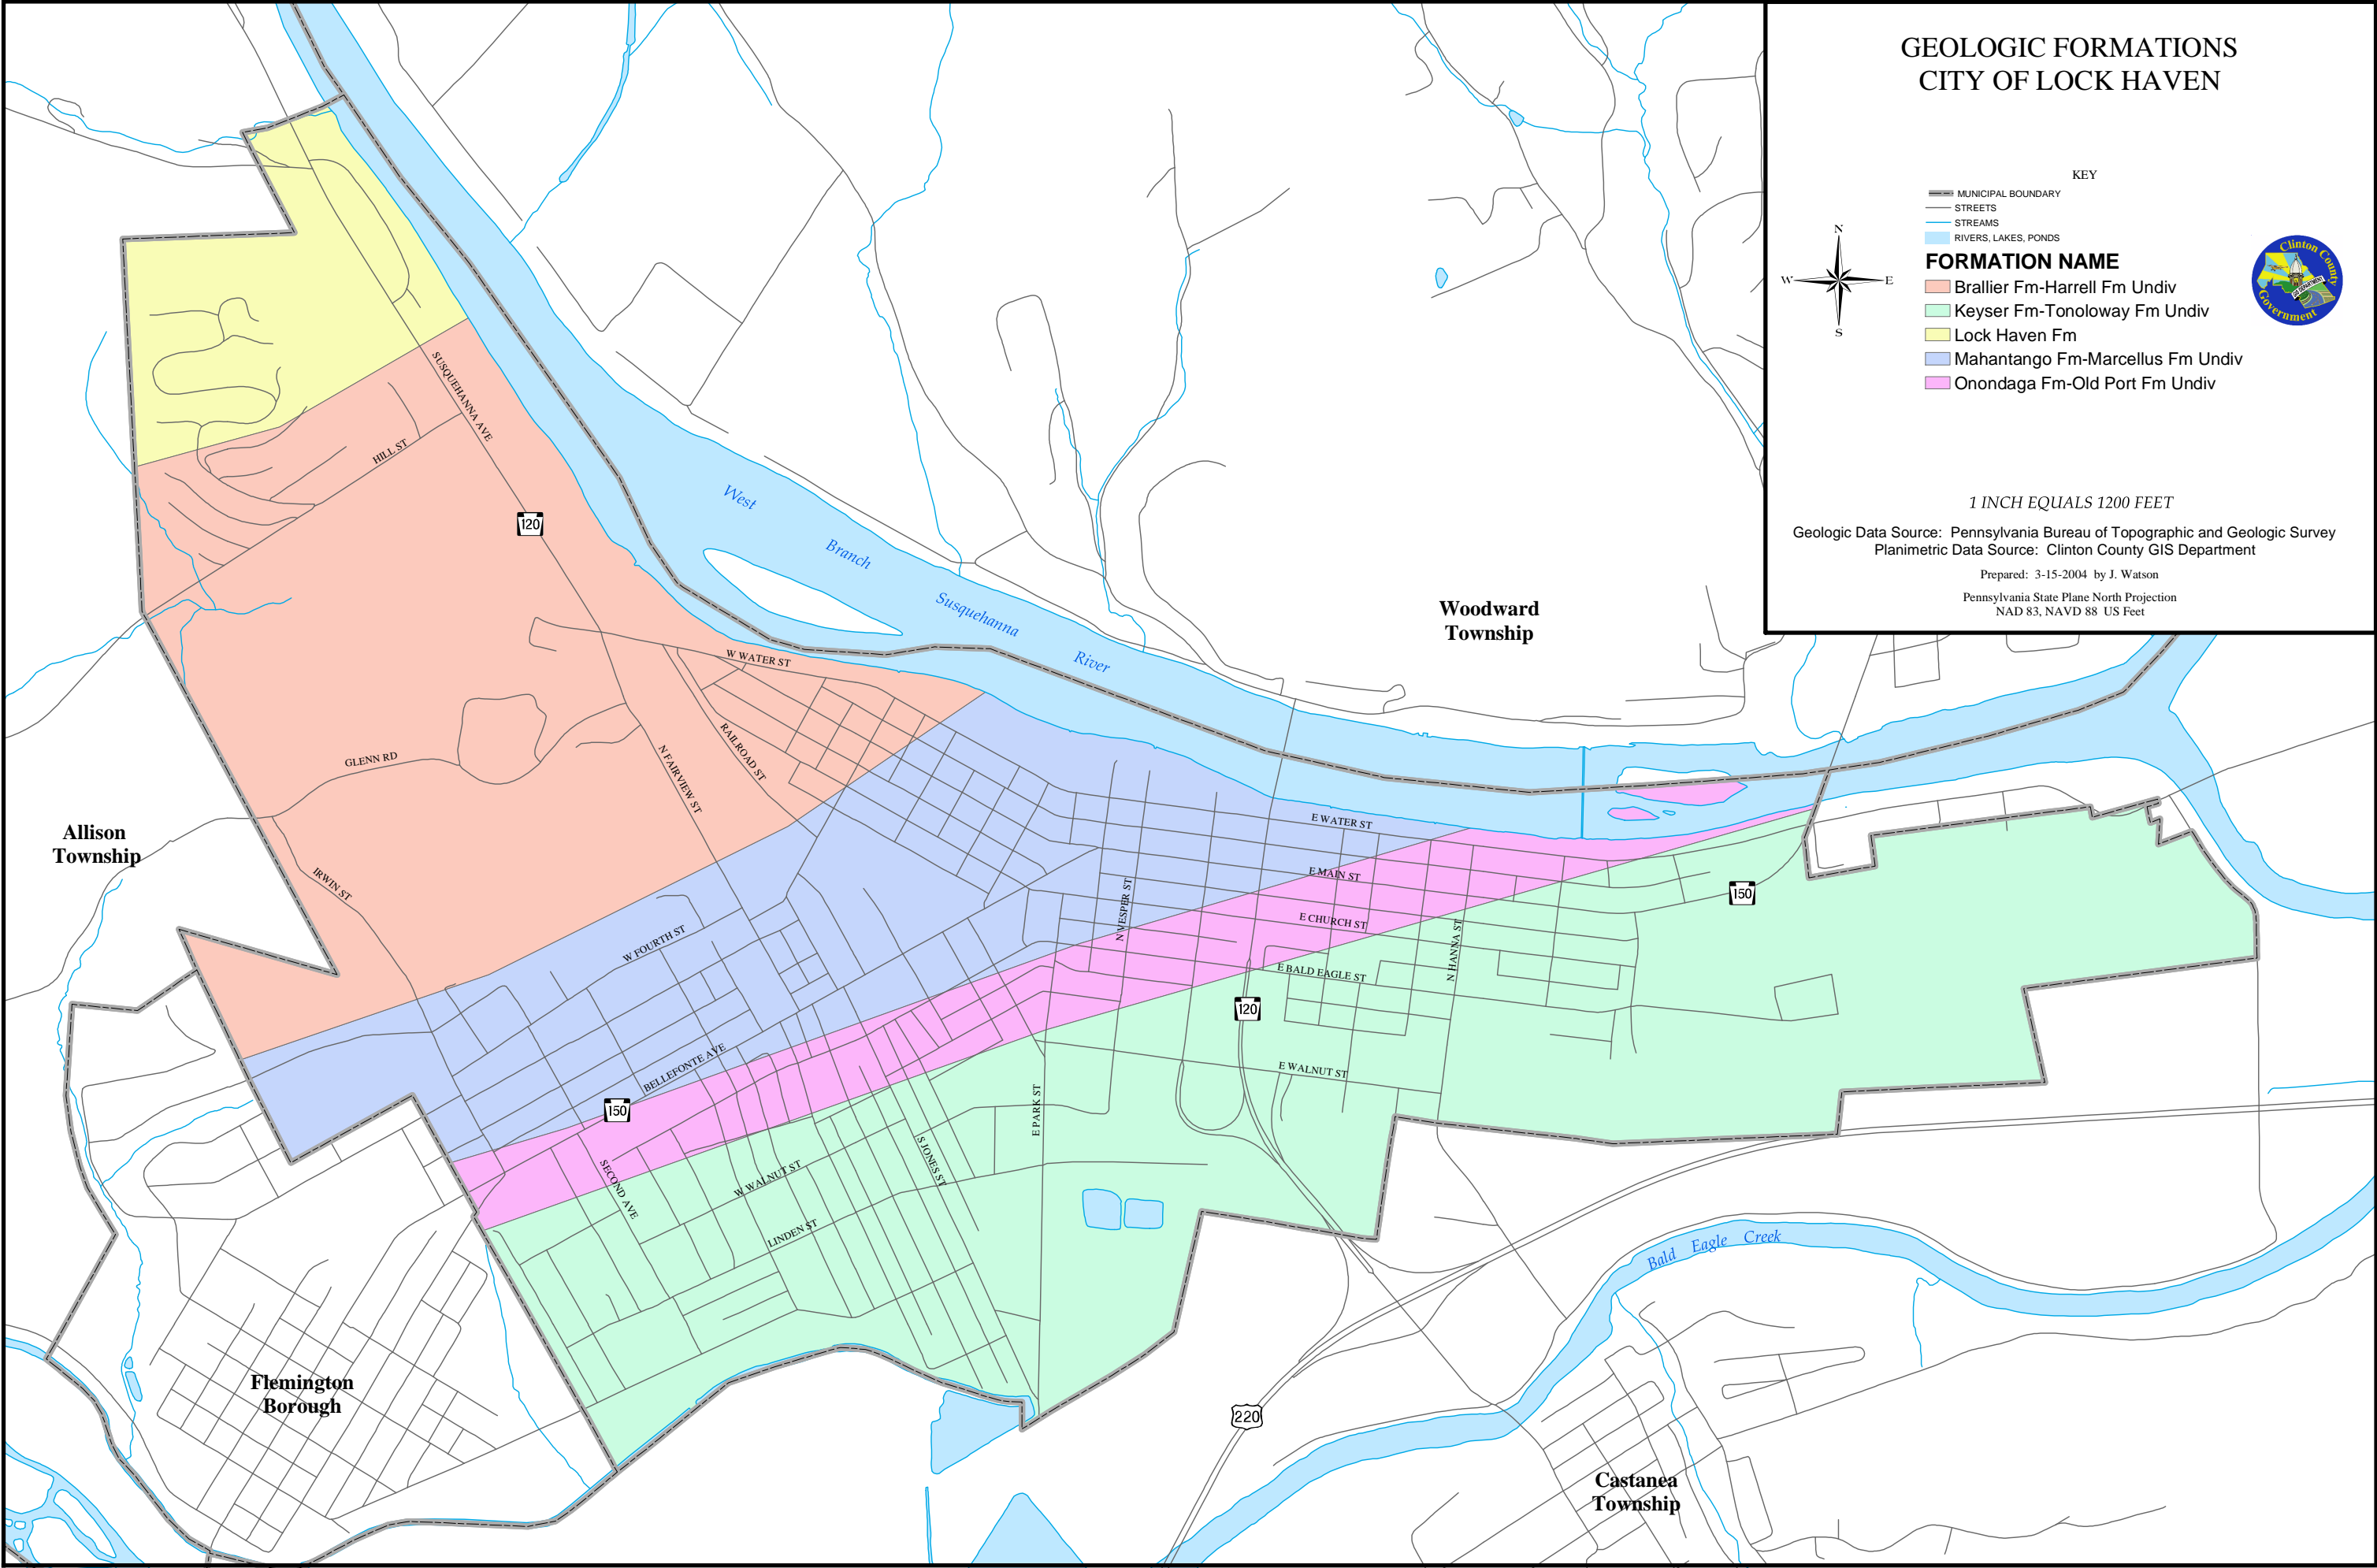 GEOLOGIC FORMATIONS
CITY OF LOCK HAVEN
KEY
MUNICIPAL BOUNDARY
STREETS
STREAMS
RIVERS, LAKES, PONDS
FORMATION NAME
Brallier Fm-Harrell Fm Undiv
Keyser Fm-Tonoloway Fm Undiv
Lock Haven Fm
Mahantango Fm-Marcellus Fm Undiv
Onondaga Fm-Old Port Fm Undiv
N
W
E
S
Clinton County
Government
GIS DEPARTMENT
1 INCH EQUALS 1200 FEET
Geologic Data Source: Pennsylvania Bureau of Topographic and Geologic Survey
Planimetric Data Source: Clinton County GIS Department
Prepared: 3-15-2004 by J. Watson
Pennsylvania State Plane North Projection
NAD 83, NAVD 88 US Feet
SUSQUEHANNA AVE
HILL ST
120
West
Branch
Susquehanna
River
Woodward
Township
W WATER ST
RAILROAD ST
N FAIRVIEW ST
GLENN RD
Allison
Township
IRWIN ST
E WATER ST
E MAIN ST
N VESPER ST
E CHURCH ST
150
N HANNA ST
W FOURTH ST
E BALD EAGLE ST
120
BELLEFONTE AVE
E WALNUT ST
150
E PARK ST
SECOND AVE
W WALNUT ST
S JONES ST
LINDEN ST
Bald Eagle Creek
Flemington
Borough
220
Castanea
Township